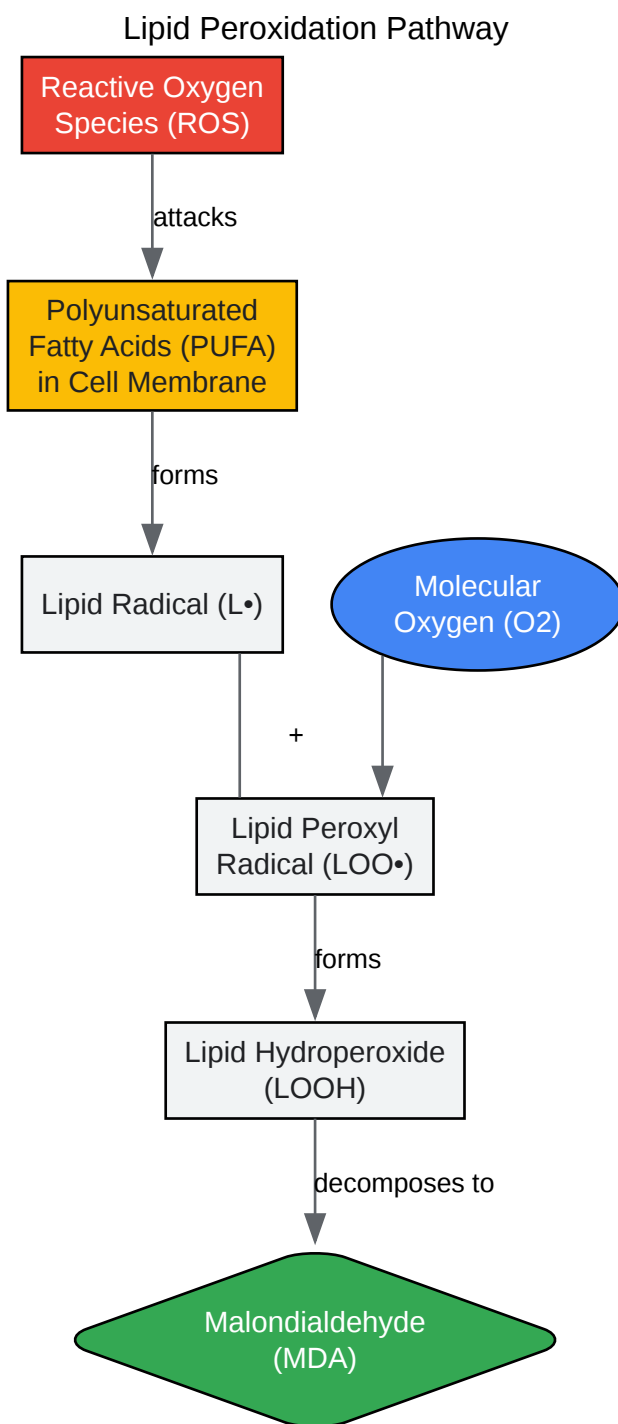 Lipid Peroxidation Pathway
Reactive Oxygen
Species (ROS)
attacks
Polyunsaturated
Fatty Acids (PUFA)
in Cell Membrane
forms
Lipid Radical (L•)
Molecular
Oxygen (O2)
+
Lipid Peroxyl
Radical (LOO•)
forms
Lipid Hydroperoxide
(LOOH)
decomposes to
Malondialdehyde
(MDA)